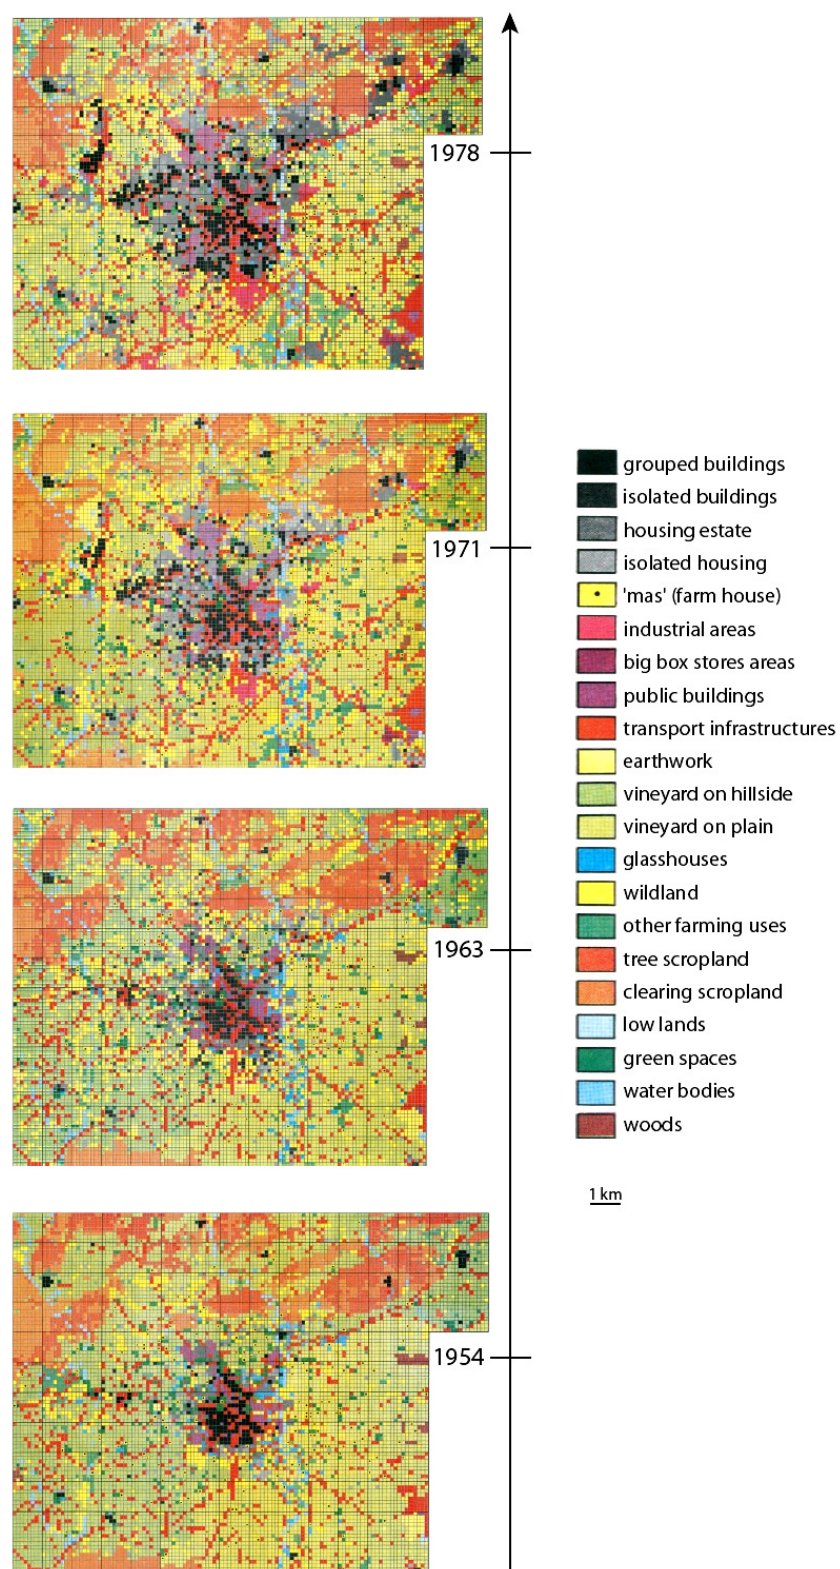 1978
1971
grouped buildings
isolated buildings
housing estate
isolated housing
'mas' (farm house)
industrial areas
big box stores areas
public buildings
transport infrastructures
earthwork
vineyard on hillside
vineyard on plain
glasshouses
wildland
other farming uses
tree scropland
clearing scropland
low lands
green spaces
water bodies
woods
1963
1 km
1954